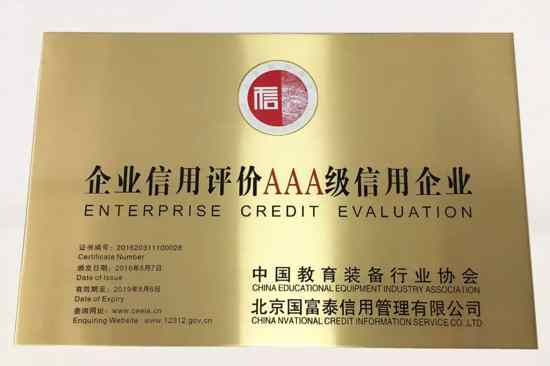 信
企业信用评价AAA级信用企业
ENTERPRISE CREDIT EVALUATION
证书编号：201620311100028
Certificate Number
颁发日期：2016年5月7日
Date of Issue
有效期至：2019年5月6日
Date of Expiry
查询网址：www.ceeia.cn
Enquiring Website：www.12312.gov.cn
中国教育装备行业协会
CHINA EDUCATIONAL EQUIPMENT INDUSTRY ASSOCIATION
北京国富泰信用管理有限公司
CHINA NVATIONAL CREDIT INFORMATION SERVICE CO.,LTD